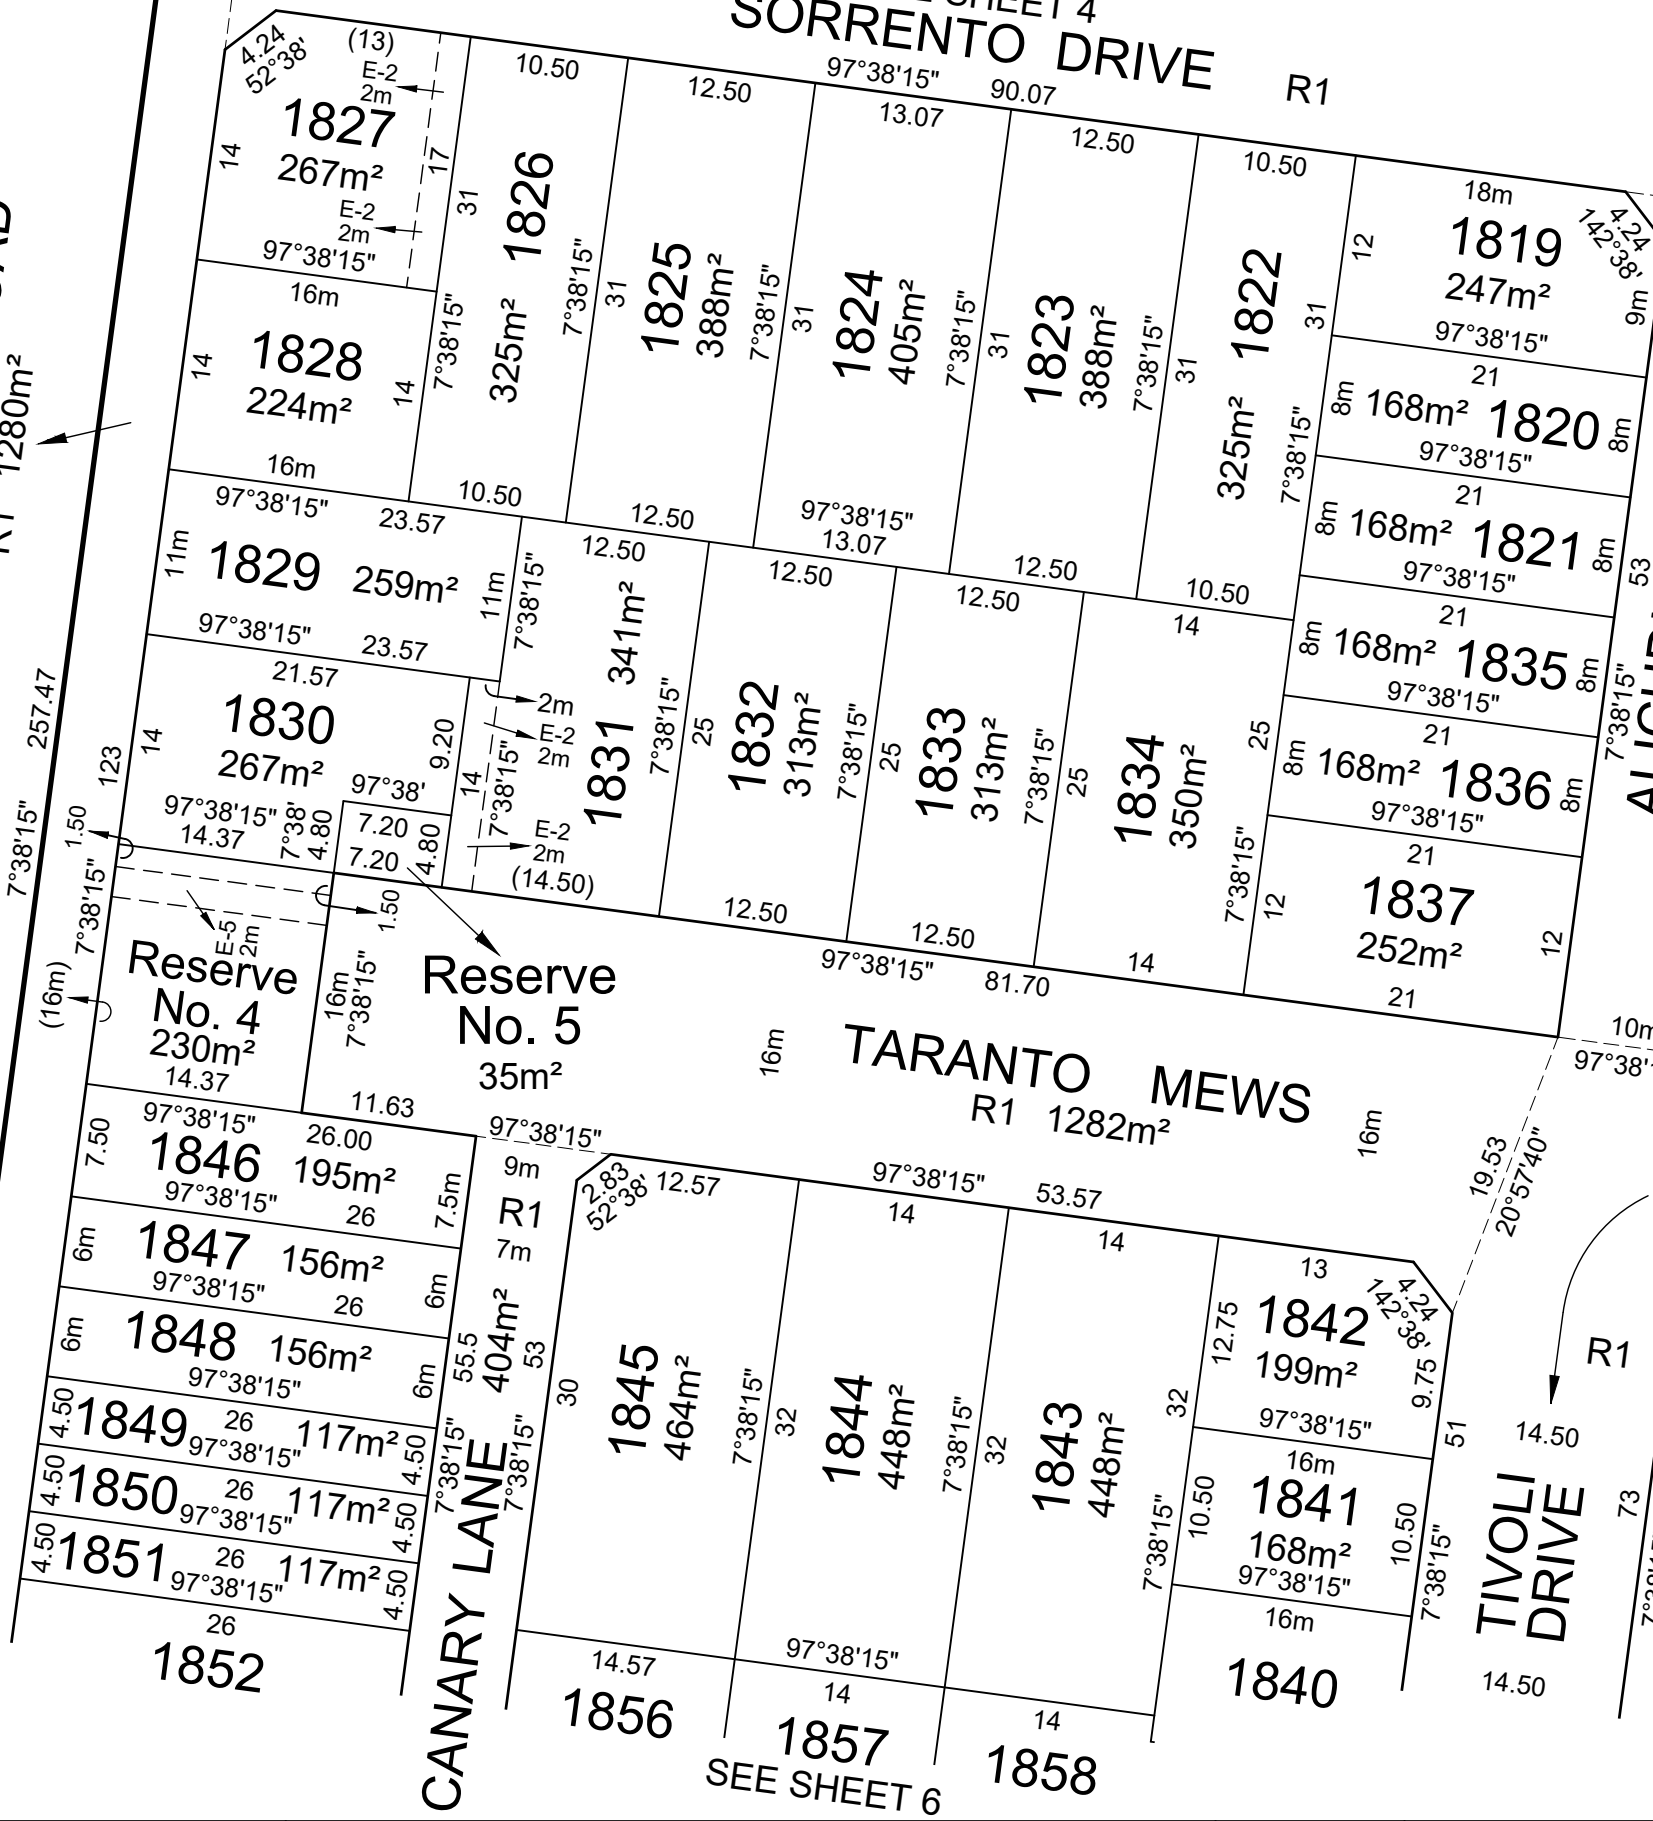 SHEET 4
SORRENTO DRIVE
R1
97°38'15"
90.07
4.24
52°38'
(13)
E-2
2m
1827
267m²
14
17
E-2
2m
97°38'15"
10.50
31
1826
325m²
7°38'15"
7°38'15"
10.50
12.50
31
1825
388m²
7°38'15"
12.50
13.07
31
1824
405m²
7°38'15"
97°38'15"
13.07
12.50
31
1823
388m²
7°38'15"
12.50
10.50
31
1822
325m²
31
7°38'15"
10.50
18m
4.24
142°38'
12
1819
247m²
9m
97°38'15"
21
8m
168m² 1820
8m
97°38'15"
21
8m
168m² 1821
8m
97°38'15"
53
21
8m
168m² 1835
8m
97°38'15"
7°38'15"
21
8m
168m² 1836
8m
97°38'15"
21
12
1837
252m²
12
21
16m
14
1828
224m²
14
16m
R1 1280m²
97°38'15"
23.57
11m
1829 259m²
11m
7°38'15"
97°38'15"
23.57
21.57
14
1830
267m²
9.20
97°38'
97°38'15"
14.37
7°38'
4.80
7.20
4.80
7.20
257.47
7°38'15"
123
1.50
7°38'15"
(16m)
12.50
341m²
1831
2m
E-2
2m
14
7°38'15"
E-2
2m
(14.50)
7°38'15"
12.50
25
1832
313m²
7°38'15"
12.50
12.50
25
1833
313m²
7°38'15"
12.50
14
25
1834
350m²
25
7°38'15"
14
97°38'15"
81.70
E-5
2m
Reserve
No. 4
230m²
14.37
1.50
16m
7°38'15"
Reserve
No. 5
35m²
11.63
97°38'15"
16m
TARANTO MEWS
R1 1282m²
16m
10m
19.53
20°57'40"
97°38'15"
26.00
7.50
1846 195m²
7.5m
97°38'15"
26
6m
1847 156m²
6m
97°38'15"
26
6m
1848 156m²
6m
97°38'15"
26
4.50
1849 117m²
4.50
97°38'15"
26
4.50
1850 117m²
4.50
97°38'15"
26
4.50
1851 117m²
4.50
97°38'15"
26
1852
9m
R1
7m
404m²
55.5
53
7°38'15"
7°38'15"
CANARY LANE
2.83
52°38'
12.57
97°38'15"
53.57
30
1845
464m²
7°38'15"
14.57
14
32
1844
448m²
7°38'15"
97°38'15"
14
14
32
1843
448m²
32
7°38'15"
14
13
4.24
142°38'
12.75
1842
199m²
9.75
97°38'15"
16m
10.50
1841
168m²
10.50
97°38'15"
16m
1840
51
7°38'15"
R1
14.50
TIVOLI
DRIVE
73
14.50
1856
1857
1858
SEE SHEET 6